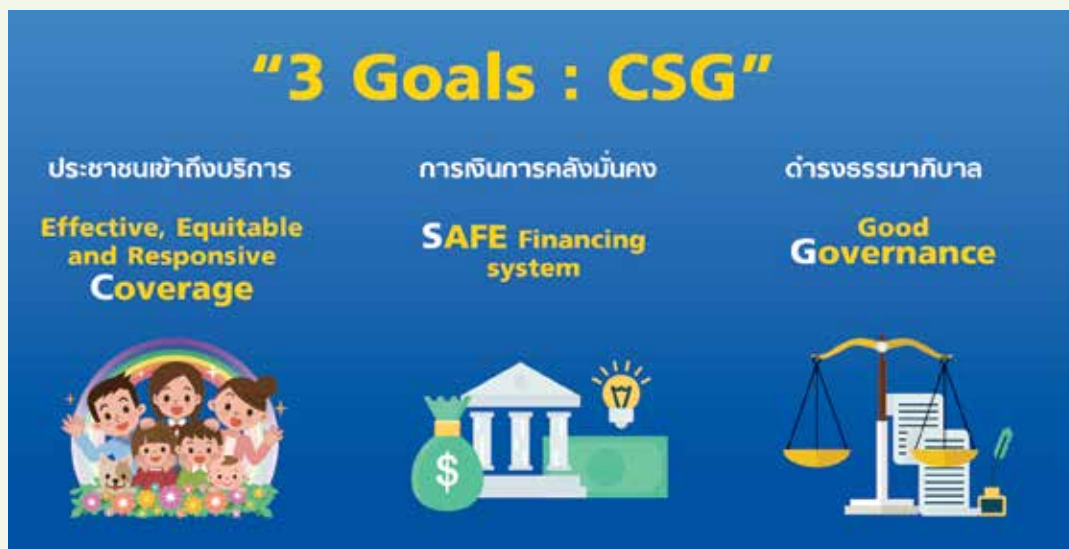 “3 Goals : CSG”
ประชาชนเข้าถึงบริการ
Effective, Equitable
and Responsive
Coverage
การเงินการคลังมั่นคง
SAFE Financing
system
ดำรงธรรมาภิบาล
Good
Governance
$